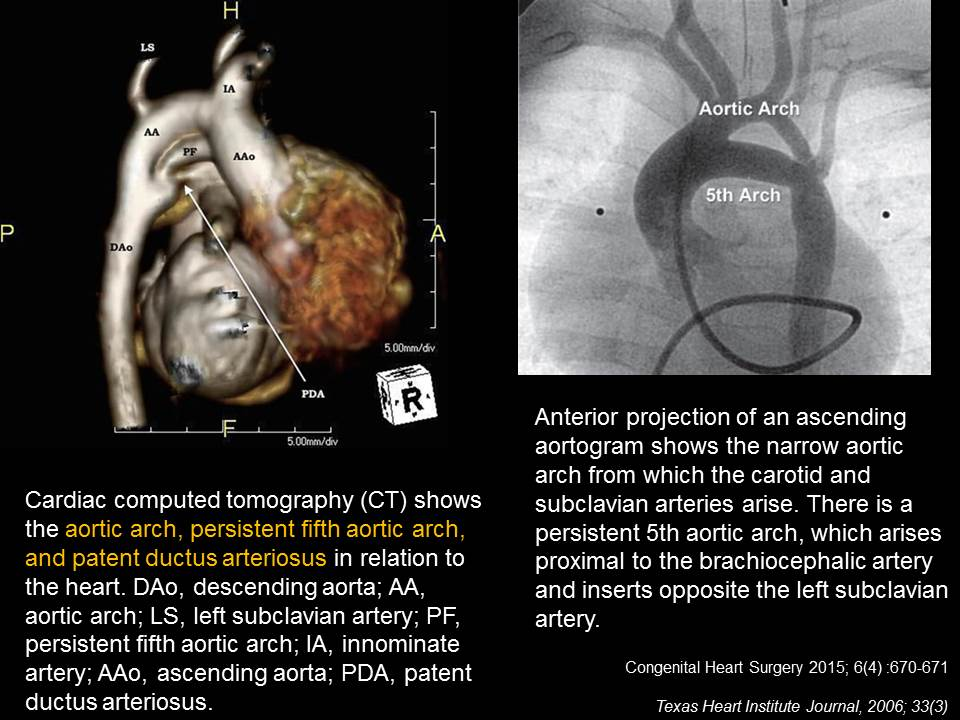 H
LS
IA
AA
PF
AAo
P
A
DAo
5.00mm/div
PDA
R
F
5.00mm/div
Cardiac computed tomography (CT) shows
the aortic arch, persistent fifth aortic arch,
and patent ductus arteriosus in relation to
the heart. DAo, descending aorta; AA,
aortic arch; LS, left subclavian artery; PF,
persistent fifth aortic arch; IA, innominate
artery; AAo, ascending aorta; PDA, patent
ductus arteriosus.
Aortic Arch
5th Arch
Anterior projection of an ascending
aortogram shows the narrow aortic
arch from which the carotid and
subclavian arteries arise. There is a
persistent 5th aortic arch, which arises
proximal to the brachiocephalic artery
and inserts opposite the left subclavian
artery.
Congenital Heart Surgery 2015; 6(4) :670-671
Texas Heart Institute Journal, 2006; 33(3)